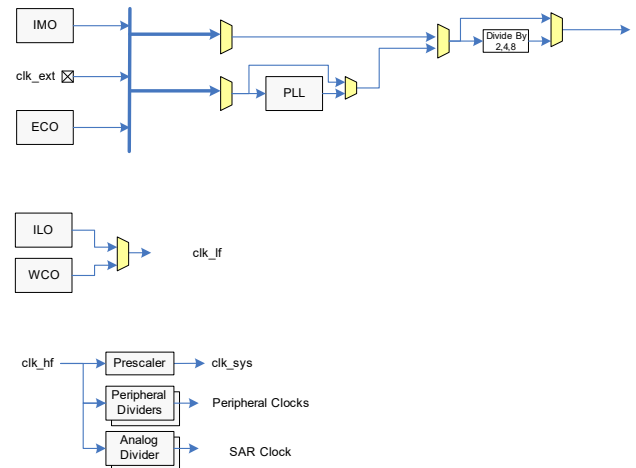 IMO
clk_ext
ECO
PLL
Divide By
2,4,8
ILO
WCO
clk_lf
clk_hf
Prescaler
clk_sys
Peripheral
Dividers
Peripheral Clocks
Analog
Divider
SAR Clock